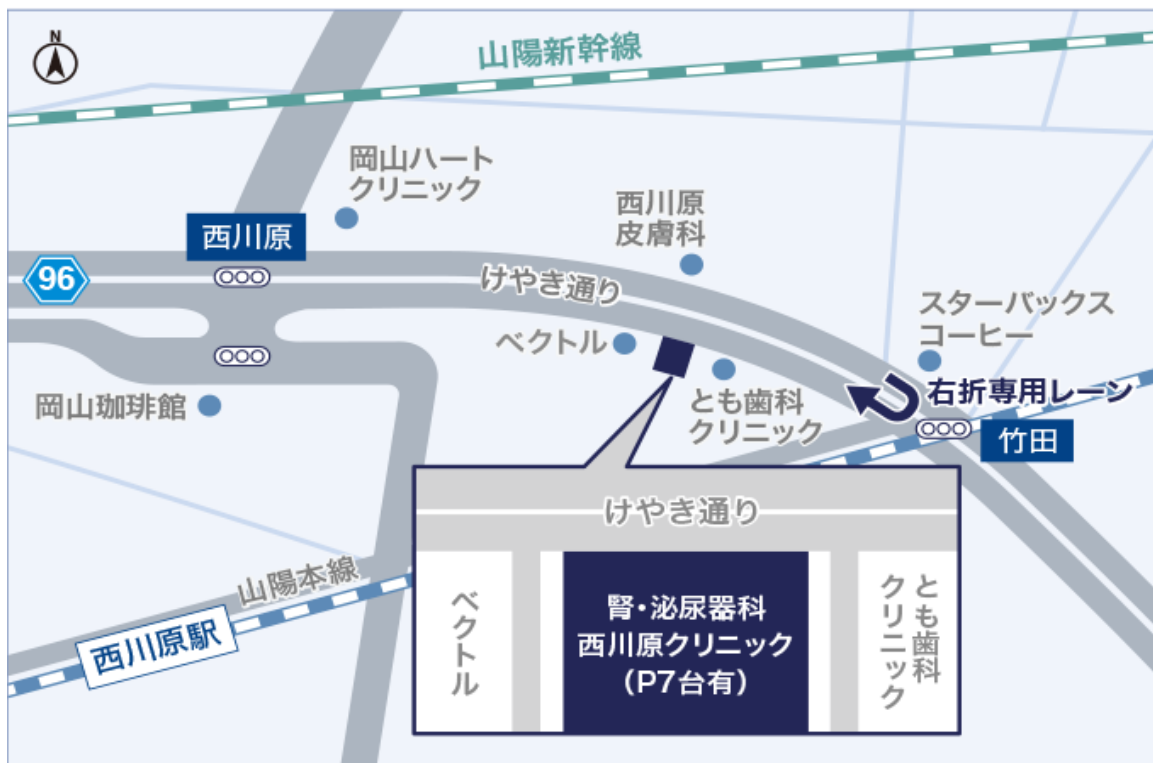 N
山陽新幹線
岡山ハート
クリニック
西川原
皮膚科
西川原
96
けやき通り
スターバックス
コーヒー
ベクトル
とも歯科
クリニック
右折専用レーン
岡山珈琲館
竹田
けやき通り
ベクトル
腎・泌尿器科
西川原クリニック
（P7台有）
とも歯科
クリニック
山陽本線
西川原駅